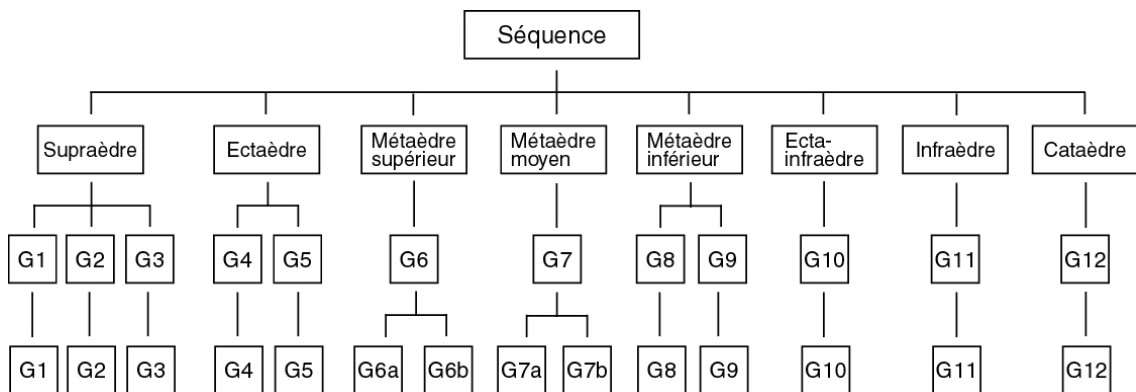 Séquence
Supraèdre
Ectaèdre
Métaèdre
supérieur
Métaèdre
moyen
Métaèdre
inférieur
Ecta-
infraèdre
Infraèdre
Cataèdre
G1 G2 G3 G4 G5 G6 G7 G8 G9 G10 G11 G12
G1 G2 G3 G4 G5 G6a G6b G7a G7b G8 G9 G10 G11 G12